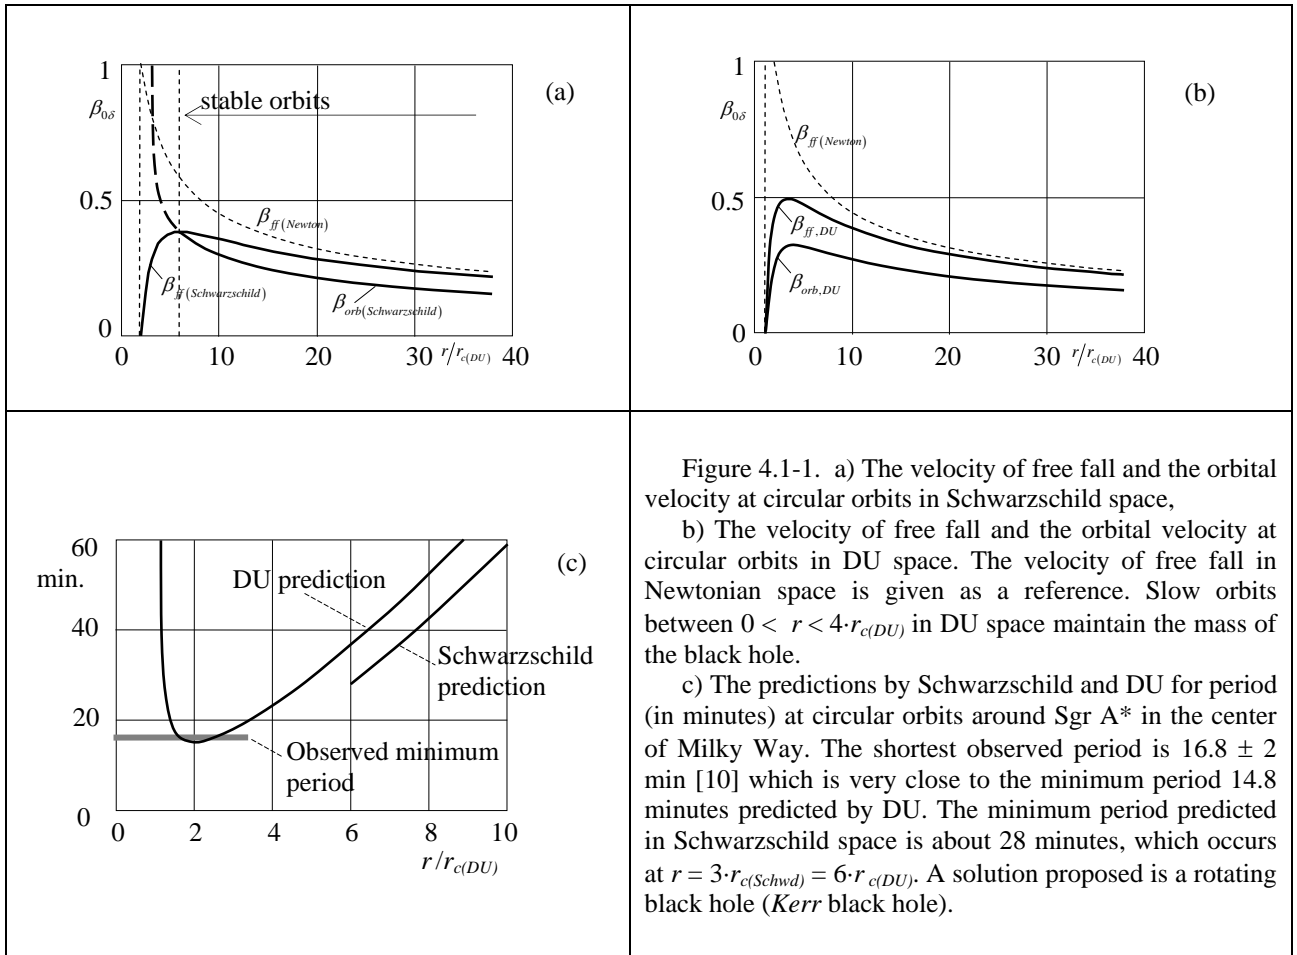 1
β0δ
0.5
0
stable orbits
(a)
βff(Newton)
βff(Schwarzschild)
βorb(Schwarzschild)
0 10 20 30 r/rc(DU) 40
1
β0δ
0.5
0
(b)
βff(Newton)
βff,DU
βorb,DU
0 10 20 30 r/rc(DU) 40
60
min.
40
20
0
(c)
DU prediction
Schwarzschild
prediction
Observed minimum
period
0 2 4 6 8 10
r/rc(DU)
Figure 4.1-1. a) The velocity of free fall and the orbital
velocity at circular orbits in Schwarzschild space,
b) The velocity of free fall and the orbital velocity at
circular orbits in DU space. The velocity of free fall in
Newtonian space is given as a reference. Slow orbits
between 0 < r < 4·rc(DU) in DU space maintain the mass of
the black hole.
c) The predictions by Schwarzschild and DU for period
(in minutes) at circular orbits around Sgr A* in the center
of Milky Way. The shortest observed period is 16.8 ± 2
min [10] which is very close to the minimum period 14.8
minutes predicted by DU. The minimum period predicted
in Schwarzschild space is about 28 minutes, which occurs
at r = 3·rc(Schwd) = 6·r c(DU). A solution proposed is a rotating
black hole (Kerr black hole).